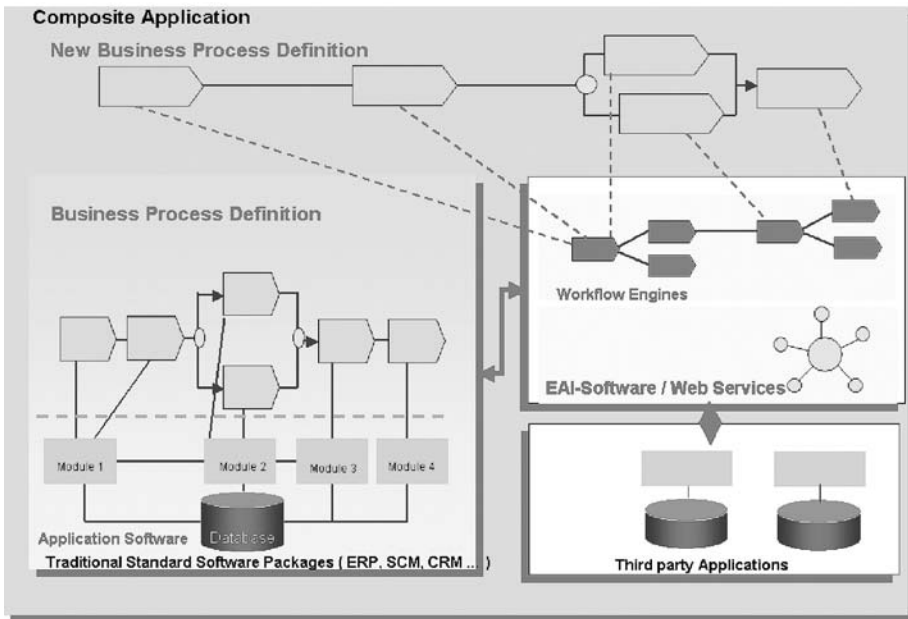 Composite Application
New Business Process Definition
Business Process Definition
Workflow Engines
EAI-Software / Web Services
Module 1
Module 2
Module 3
Module 4
Application Software
Database
Traditional Standard Software Packages ( ERP, SCM, CRM ... )
Third party Applications